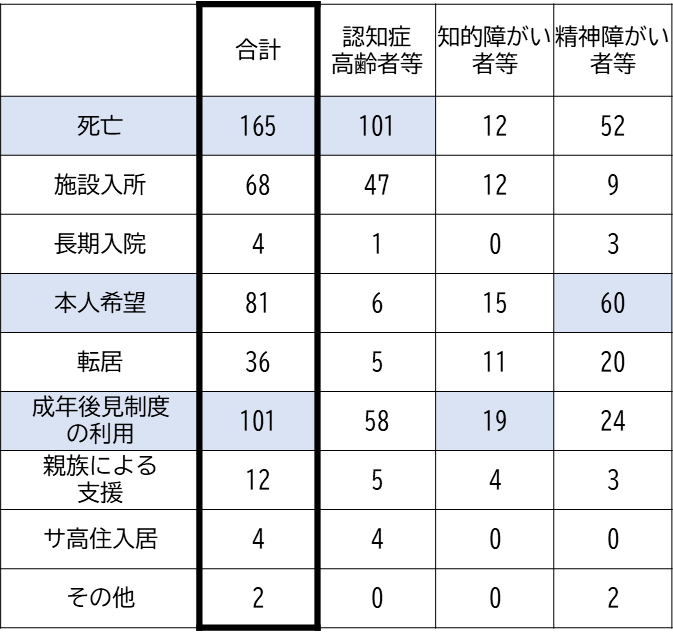 合計 認知症 知的障がい 精神障がい
高齢者等 者等 者等
死亡 165 101 12 52
施設入所 68 47 12 9
長期入院 4 1 0 3
本人希望 81 6 15 60
転居 36 5 11 20
成年後見制度
の利用 101 58 19 24
親族による
支援 12 5 4 3
サ高住入居 4 4 0 0
その他 2 0 0 2